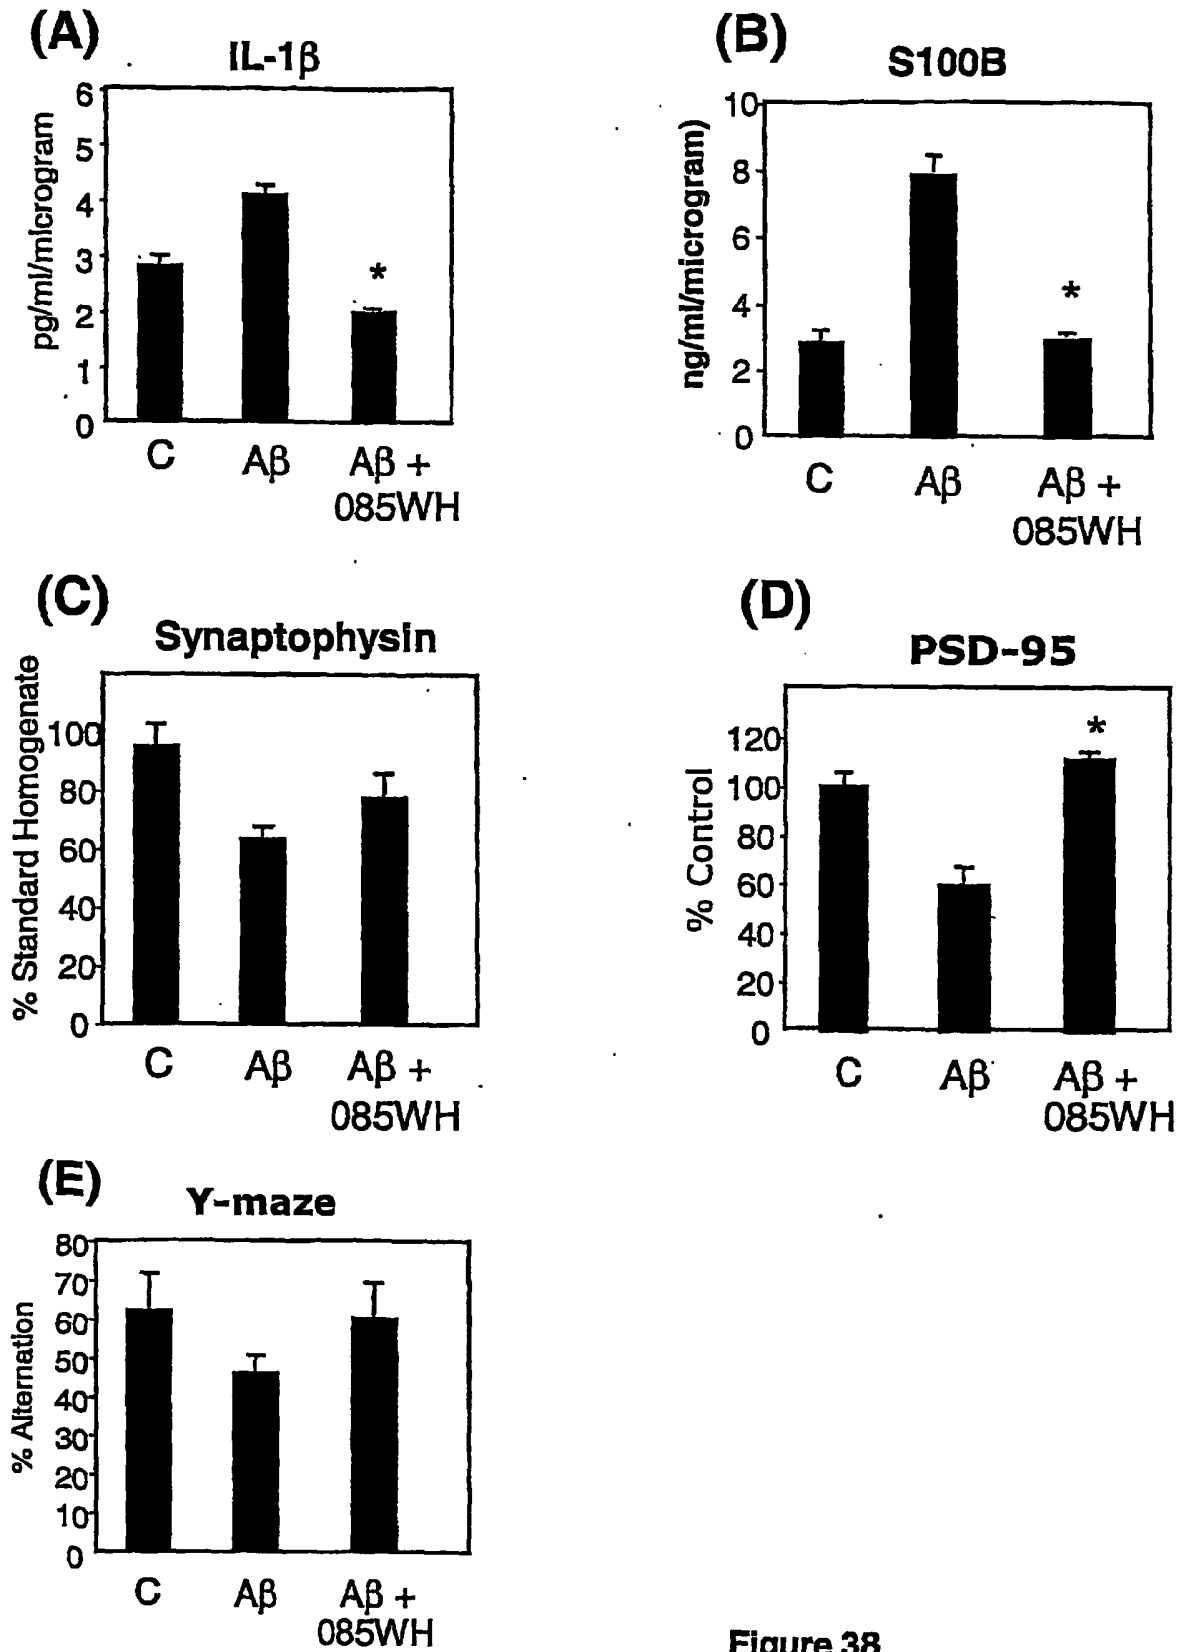 (A)
IL-1β
pg/ml/microgram
6
5
4
3
2
1
0
*
C
Aβ
Aβ +
085WH
(B)
S100B
ng/ml/microgram)
10
8
6
4
2
0
*
C
Aβ
Aβ +
085WH
(C)
Synaptophysin
% Standard Homogenate
100
80
60
40
20
0
C
Aβ
Aβ +
085WH
(D)
PSD-95
% Control
120
100
80
60
40
20
0
*
C
Aβ
Aβ +
085WH
(E)
Y-maze
% Alternation
80
70
60
50
40
30
20
10
0
C
Aβ
Aβ +
085WH
Figure 38